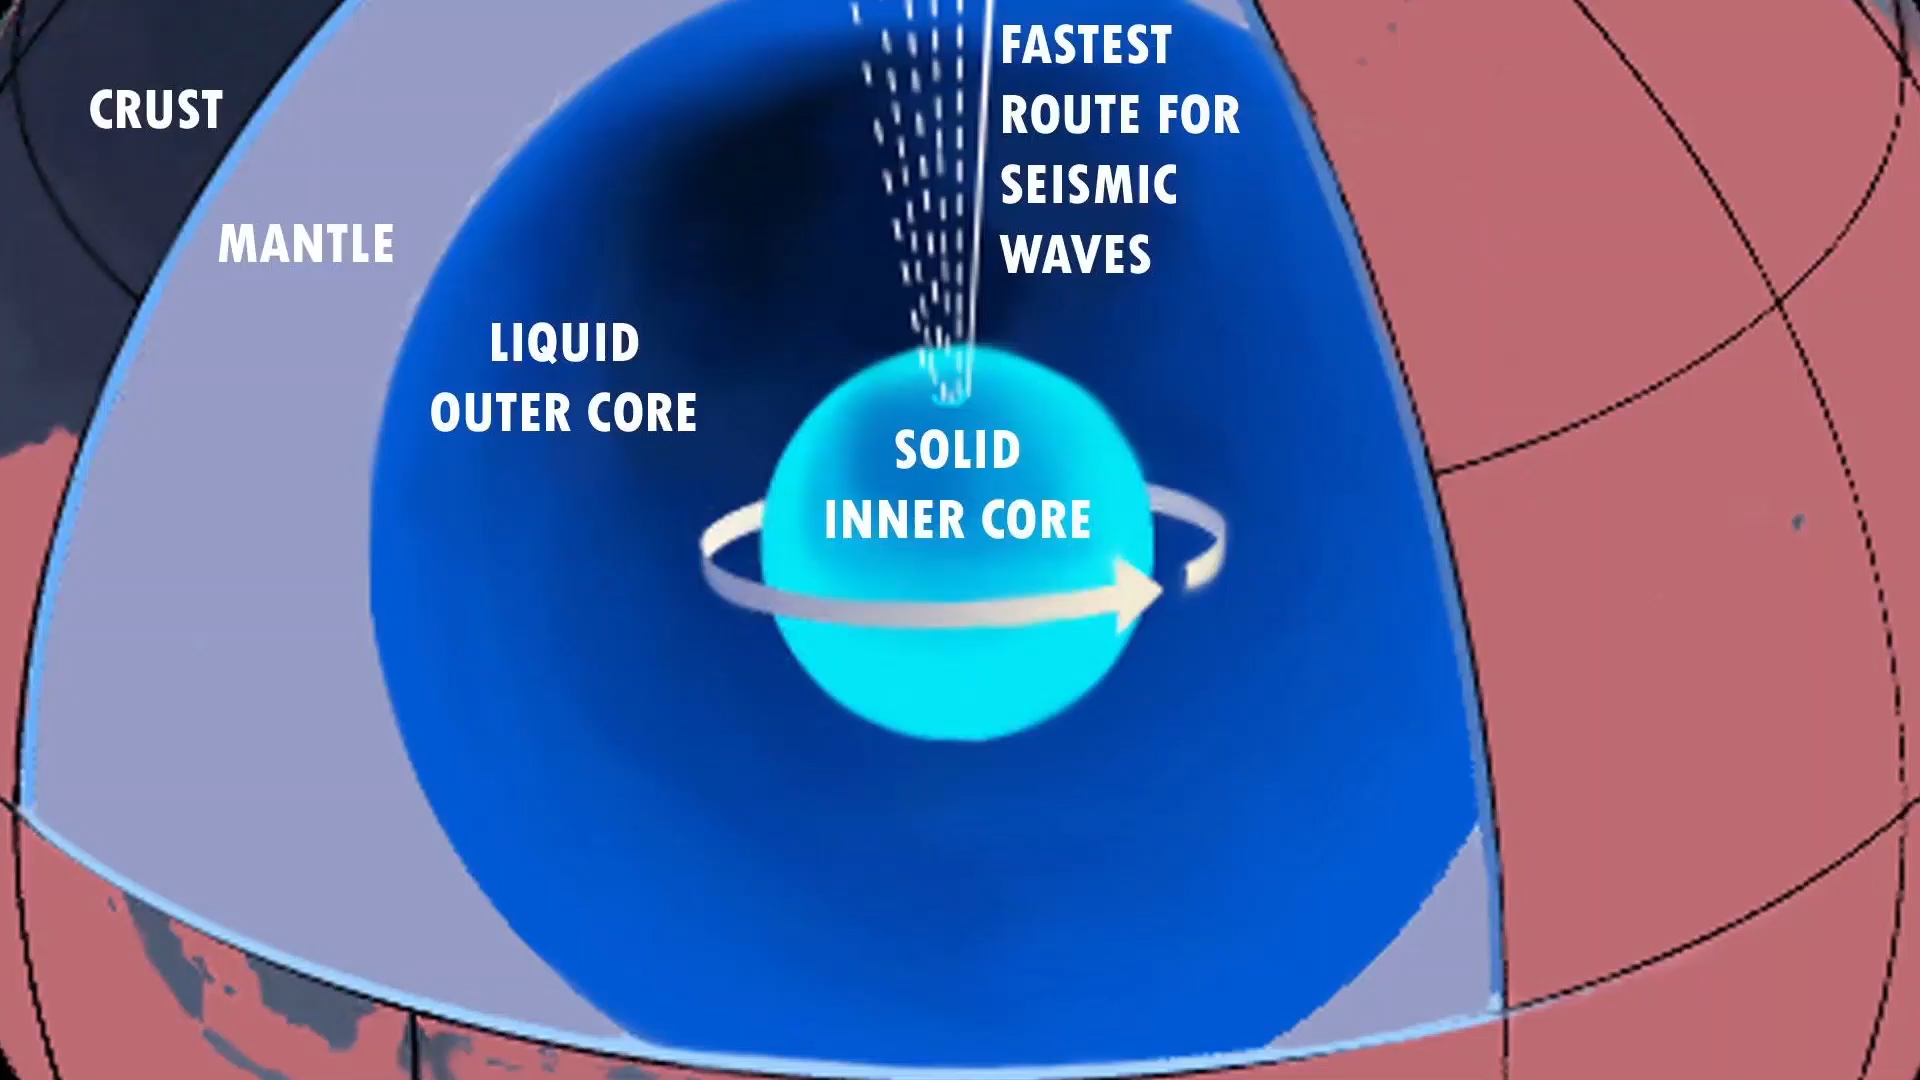 FASTEST
ROUTE FOR
SEISMIC
WAVES
CRUST
MANTLE
LIQUID
OUTER CORE
SOLID
INNER CORE